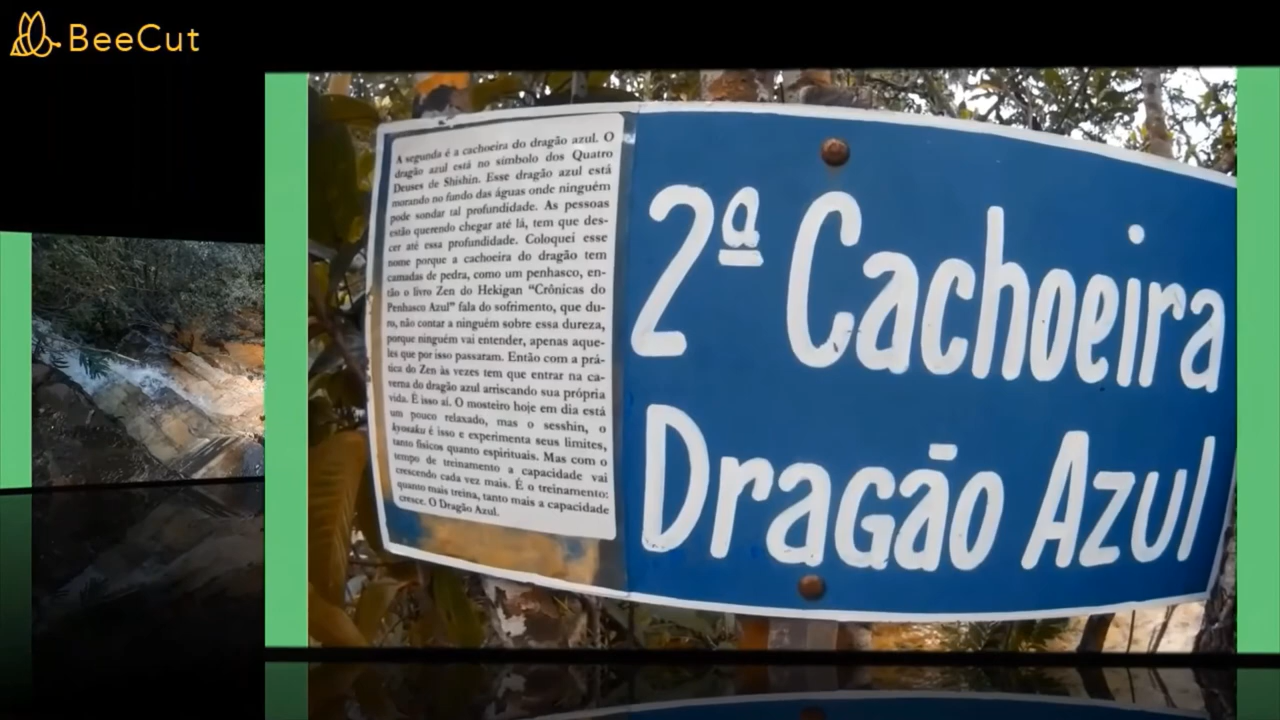 BeeCut
A segunda é a cachoeira do dragão azul. O
dragão azul está no símbolo dos Quatro
Deuses de Shishin. Esse dragão azul está
morando no fundo das águas onde ninguém
pode sondar tal profundidade. As pessoas
estão querendo chegar até lá, tem que des-
cer até essa profundidade. Coloquei esse
nome porque a cachoeira do dragão tem
camadas de pedra, como um penhasco, en-
tão o livro Zen do Hekigan “Crônicas do
Penhasco Azul” fala do sofrimento, que du-
ro, não contar a ninguém sobre essa dureza,
porque ninguém vai entender, apenas aque-
les que por isso passaram. Então com a prá-
tica do Zen às vezes tem que entrar na ca-
verna do dragão azul arriscando sua própria
vida. É isso aí. O mosteiro hoje em dia está
um pouco relaxado, mas o sesshin, o
kyosaku é isso e experimenta seus limites,
tanto físicos quanto espirituais. Mas com o
tempo de treinamento a capacidade vai
crescendo cada vez mais. É o treinamento:
quanto mais treina, tanto mais a capacidade
cresce. O Dragão Azul.
2ª Cachoeira
Dragão Azul